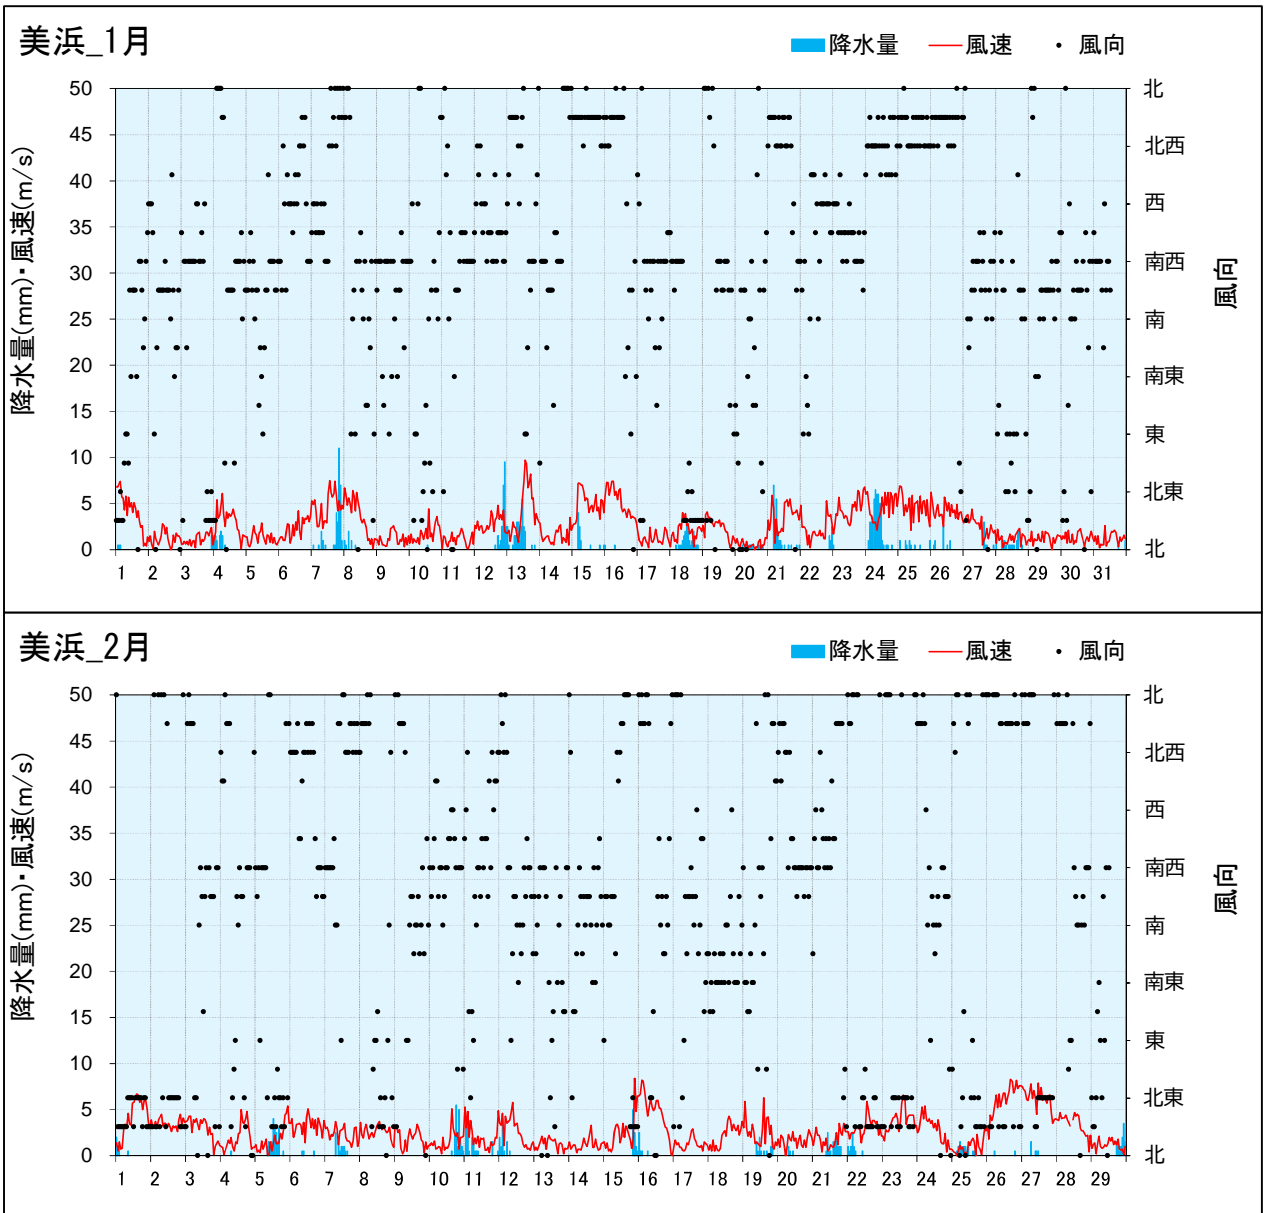 美浜_1月
降水量 風速 風向
50
45
40
35
30
25
20
15
10
5
0
降水量(mm)・風速(m/s)
北
北西
西
南西
南
南東
東
北東
北
風向
1 2 3 4 5 6 7 8 9 10 11 12 13 14 15 16 17 18 19 20 21 22 23 24 25 26 27 28 29 30 31
美浜_2月
降水量 風速 風向
50
45
40
35
30
25
20
15
10
5
0
降水量(mm)・風速(m/s)
北
北西
西
南西
南
南東
東
北東
北
風向
1 2 3 4 5 6 7 8 9 10 11 12 13 14 15 16 17 18 19 20 21 22 23 24 25 26 27 28 29